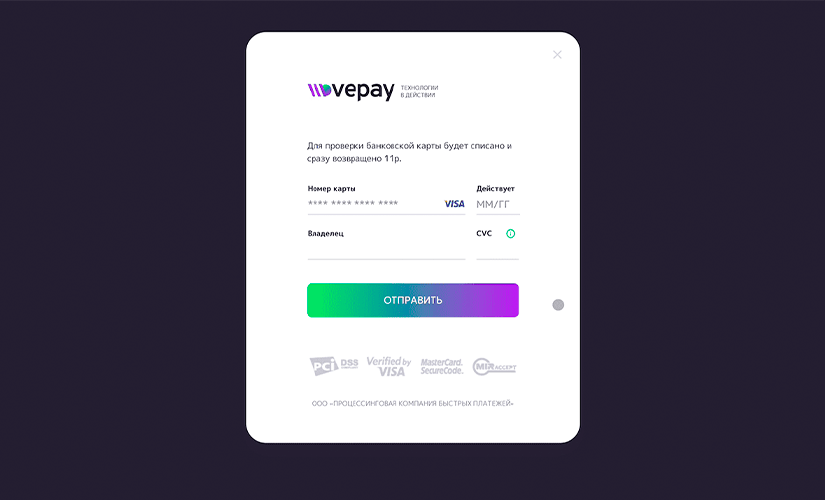 vepay
ТЕХНОЛОГИИ
В ДЕЙСТВИИ
Для проверки банковской карты будет списано и
сразу возвращено 11р.
Номер карты
Действует
**** **** **** ****
VISA
ММ/ГГ
Владелец
CVC
ОТПРАВИТЬ
PCI DSS
Verified by
VISA
MasterCard.
SecureCode.
MIR ACCEPT
ООО «ПРОЦЕССИНГОВАЯ КОМПАНИЯ БЫСТРЫХ ПЛАТЕЖЕЙ»